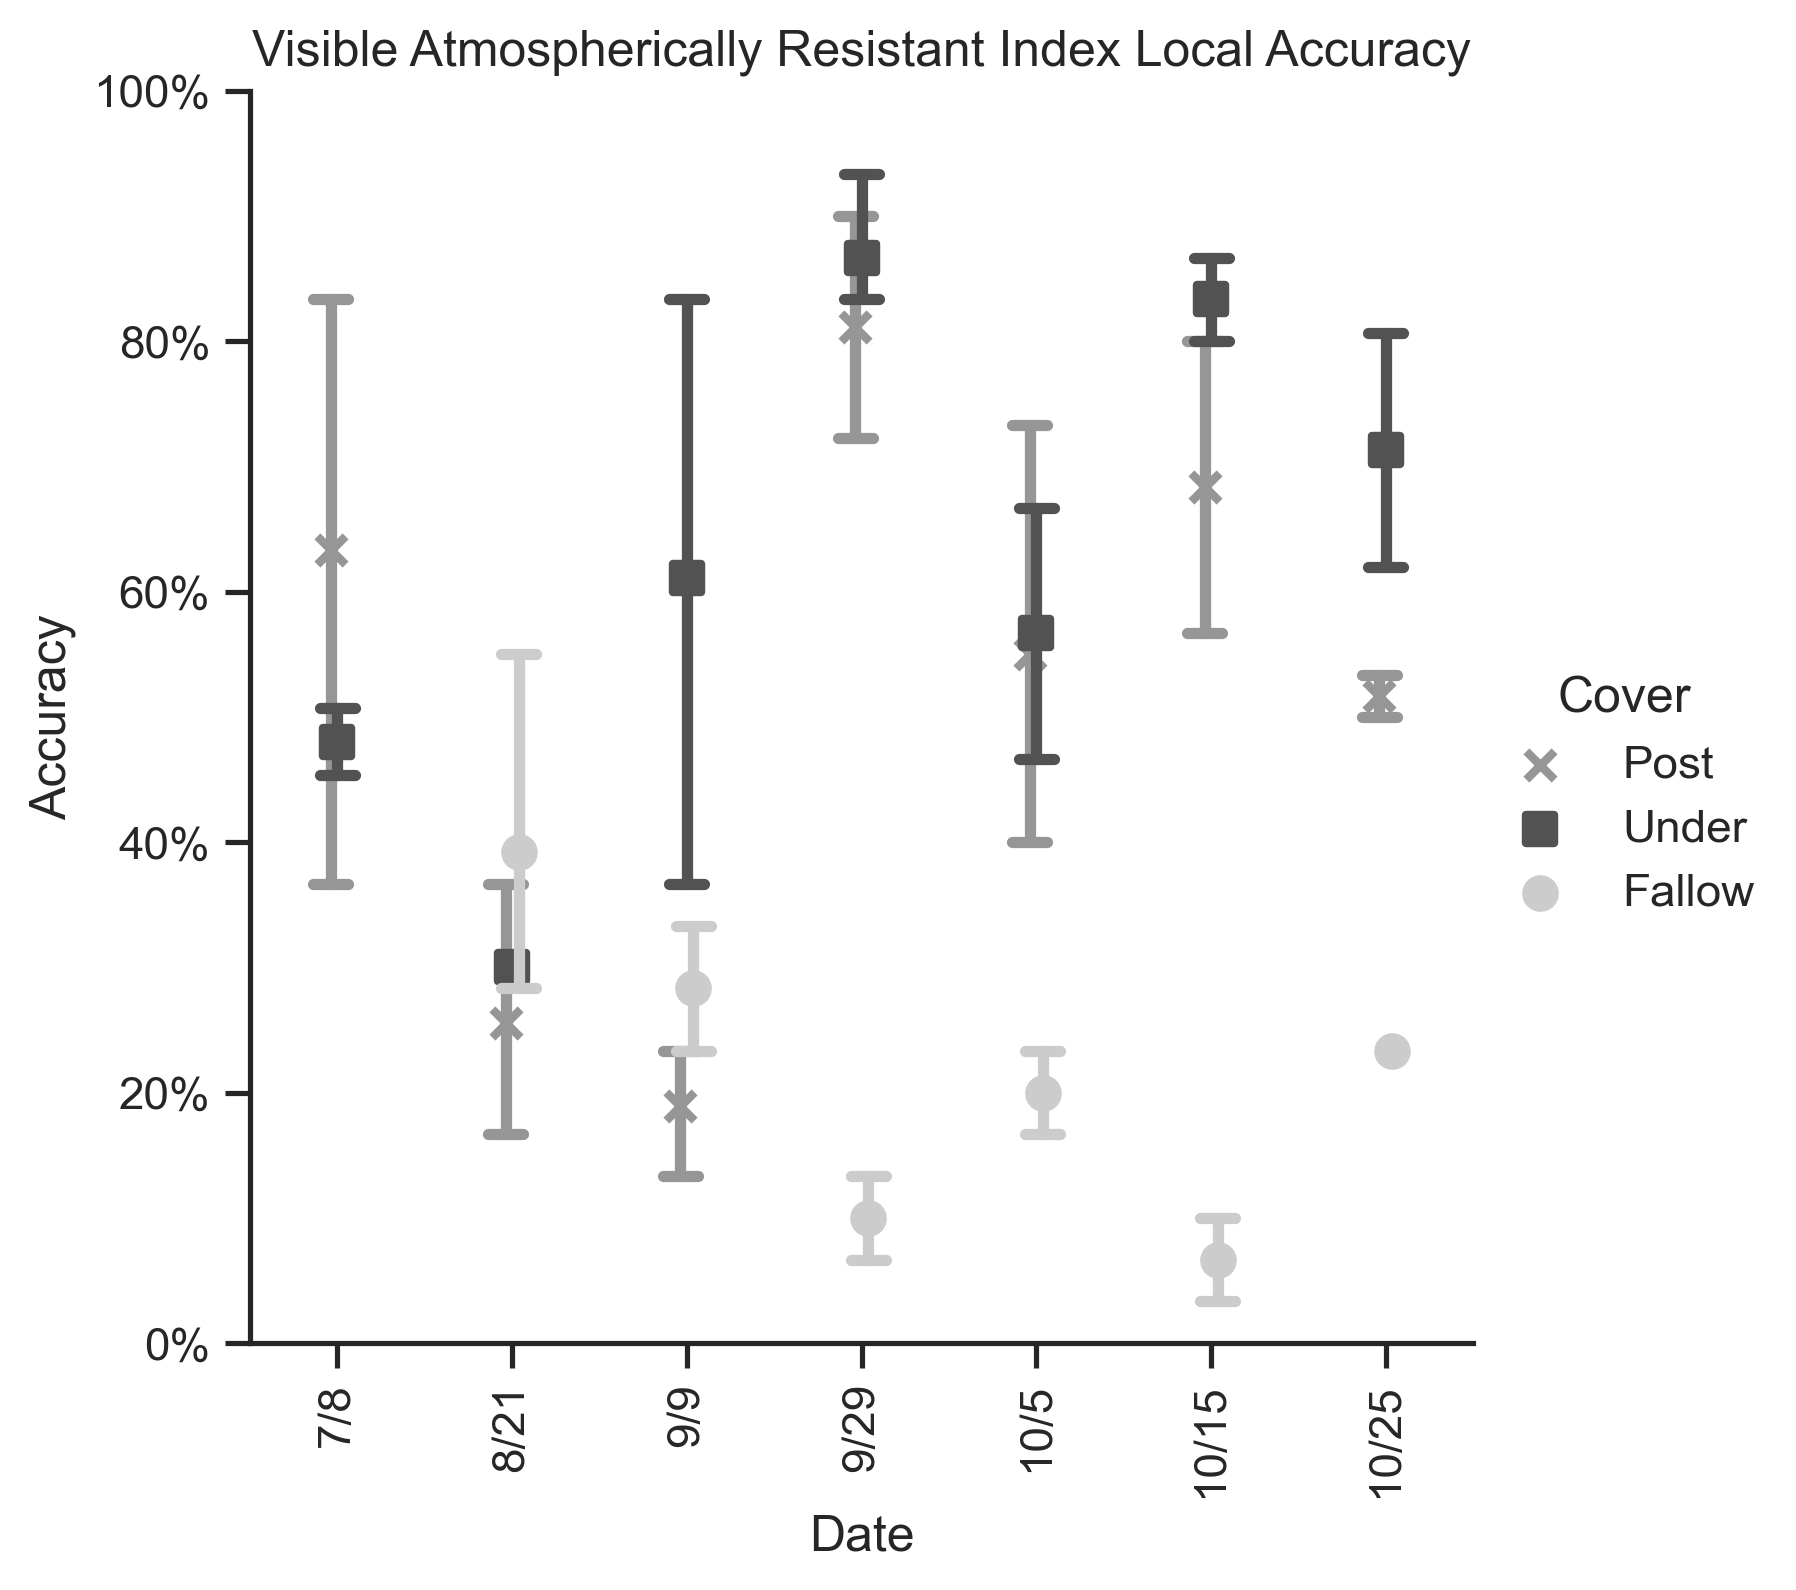 Visible Atmospherically Resistant Index Local Accuracy
100%
80%
60%
40%
20%
0%
Accuracy
7/8
8/21
9/9
9/29
10/5
10/15
10/25
Date
Cover
Post
Under
Fallow